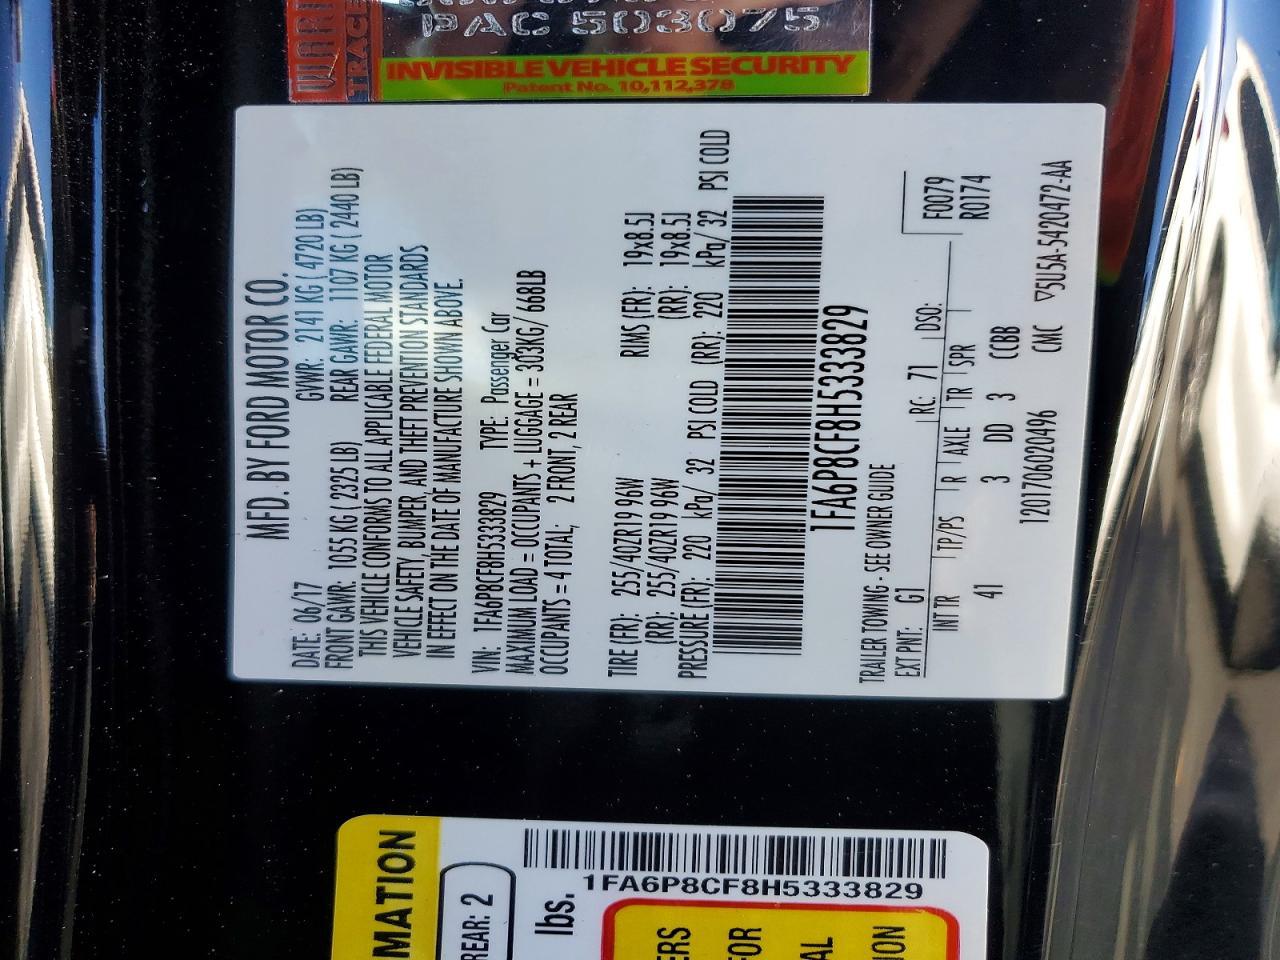 PAC 503075
TRACE
INVISIBLE VEHICLE SECURITY
Patent No. 10,112,378
MFD. BY FORD MOTOR CO.
DATE: 06/17 GVWR: 2141 KG ( 4720 LB)
FRONT GAWR: 1055 KG ( 2325 LB) REAR GAWR: 1107 KG ( 2440 LB)
THIS VEHICLE CONFORMS TO ALL APPLICABLE FEDERAL MOTOR
VEHICLE SAFETY, BUMPER, AND THEFT PREVENTION STANDARDS
IN EFFECT ON THE DATE OF MANUFACTURE SHOWN ABOVE.
VIN: 1FA6P8CF8H5333829 TYPE: Passenger Car
MAXIMUM LOAD = OCCUPANTS + LUGGAGE = 303KG/ 668LB
OCCUPANTS = 4 TOTAL; 2 FRONT, 2 REAR
TIRE (FR): 255/40ZR19 96W RIMS (FR): 19x8.5J
(RR): 255/40ZR19 96W (RR): 19x8.5J
PRESSURE (FR): 220 kPa/ 32 PSI COLD (RR): 220 kPa/ 32 PSI COLD
1FA6P8CF8H5333829
TRAILER TOWING - SEE OWNER GUIDE
EXT PNT: G1 RC: 71 DSO: F0079
INT TR TP/PS R AXLE TR SPR R0174
41 3 DD 3 CCBB
12017060204​96 CMC ▽5U5A-5420472-AA
MATION
REAR: 2
lbs.
1FA6P8CF8H5333829
ERS
FOR
AL
ION